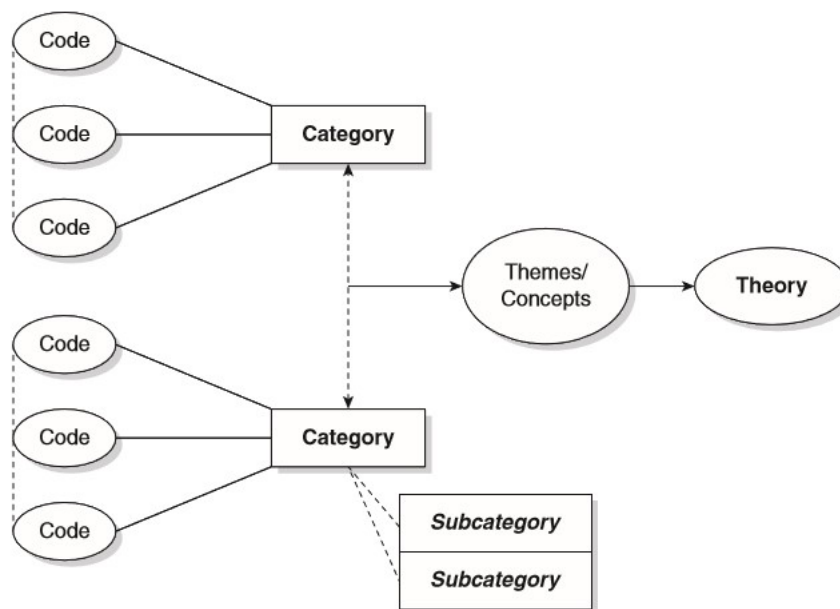 Code
Code
Code
Category
Themes/
Concepts
Theory
Code
Code
Code
Category
Subcategory
Subcategory